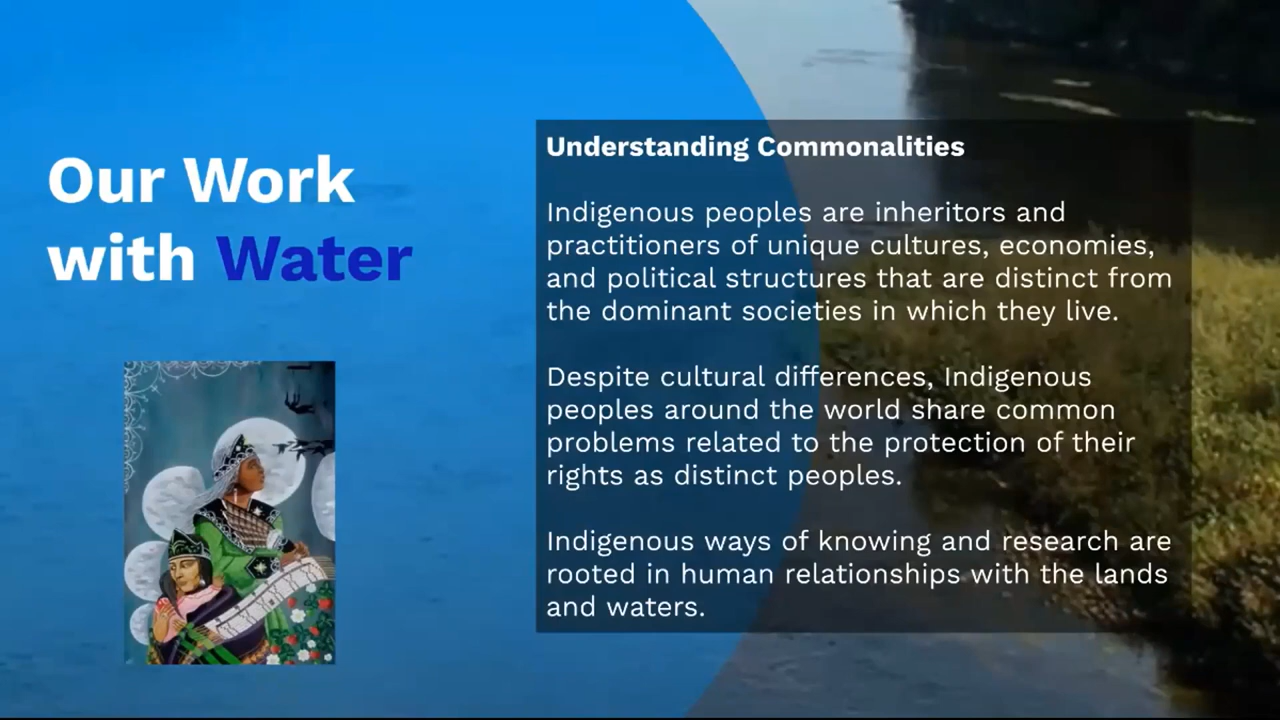 Our Work
with Water
Understanding Commonalities
Indigenous peoples are inheritors and
practitioners of unique cultures, economies,
and political structures that are distinct from
the dominant societies in which they live.
Despite cultural differences, Indigenous
peoples around the world share common
problems related to the protection of their
rights as distinct peoples.
Indigenous ways of knowing and research are
rooted in human relationships with the lands
and waters.